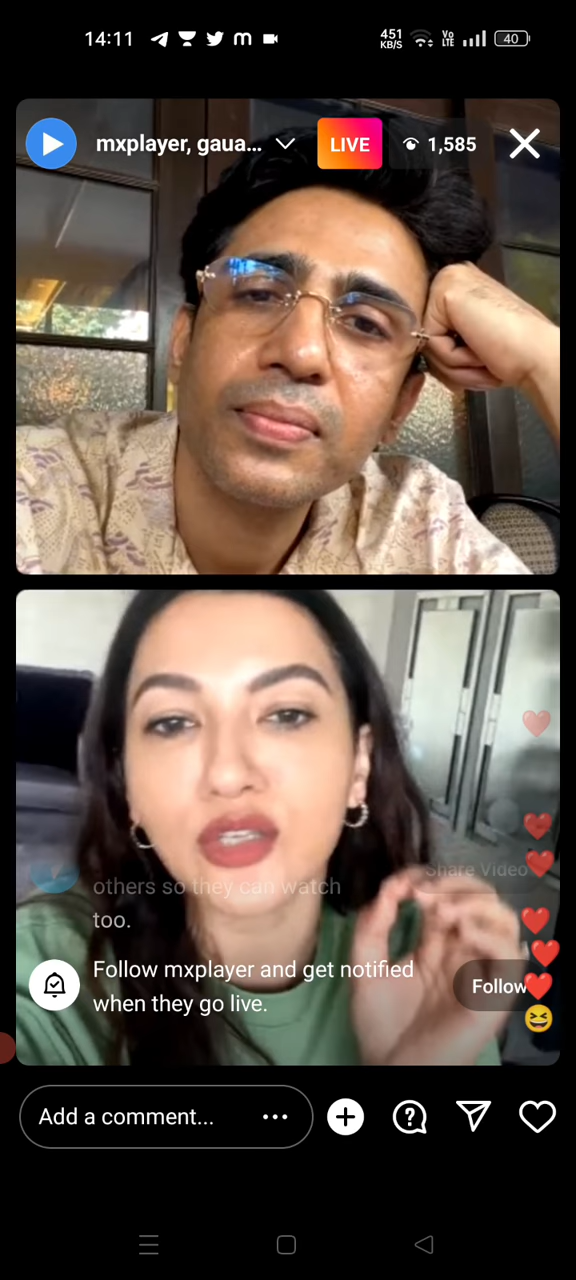 14:11
451
KB/S
Vo
LTE
40
mxplayer, gaua...
LIVE
1,585
Share Video
others so they can watch
too.
Follow mxplayer and get notified
when they go live.
Follow
Add a comment...